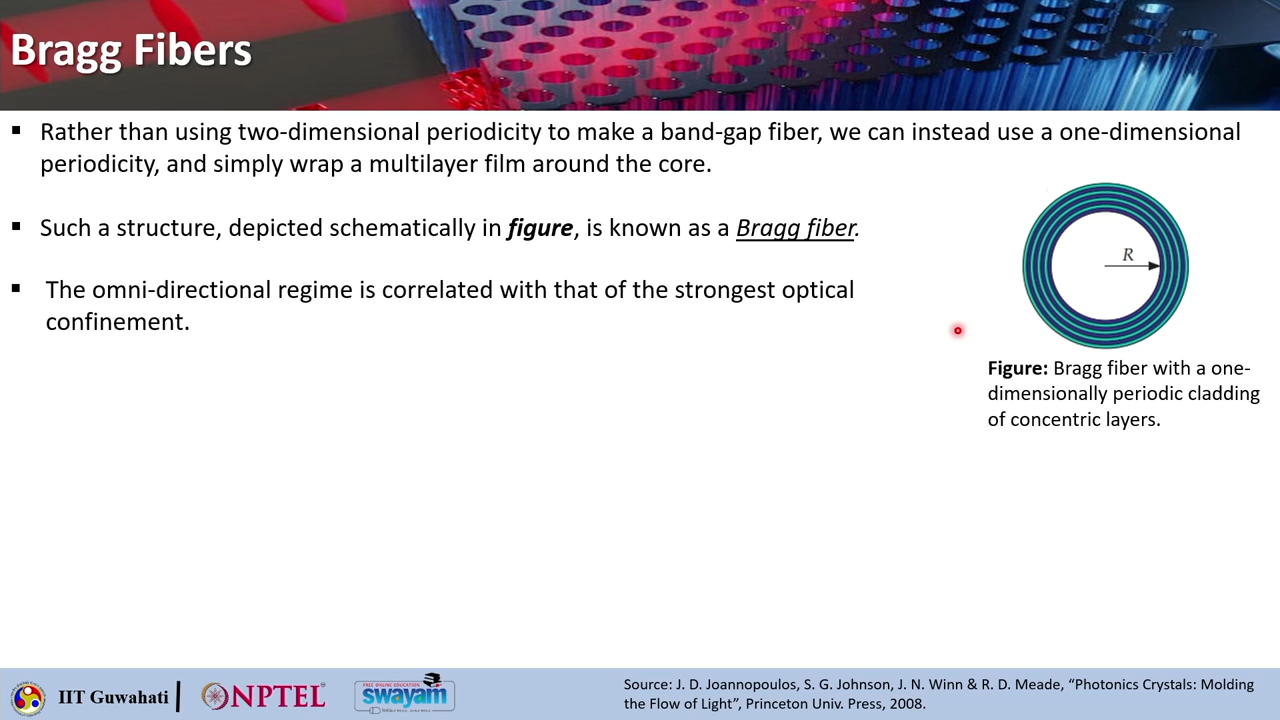 Bragg Fibers
▪ Rather than using two-dimensional periodicity to make a band-gap fiber, we can instead use a one-dimensional
periodicity, and simply wrap a multilayer film around the core.
▪ Such a structure, depicted schematically in figure, is known as a Bragg fiber.
▪ The omni-directional regime is correlated with that of the strongest optical
confinement.
R
Figure: Bragg fiber with a one-
dimensionally periodic cladding
of concentric layers.
IIT Guwahati
NPTEL
FREE ONLINE EDUCATION
swayam
Source: J. D. Joannopoulos, S. G. Johnson, J. N. Winn & R. D. Meade, “Photonics Crystals: Molding
the Flow of Light”, Princeton Univ. Press, 2008.